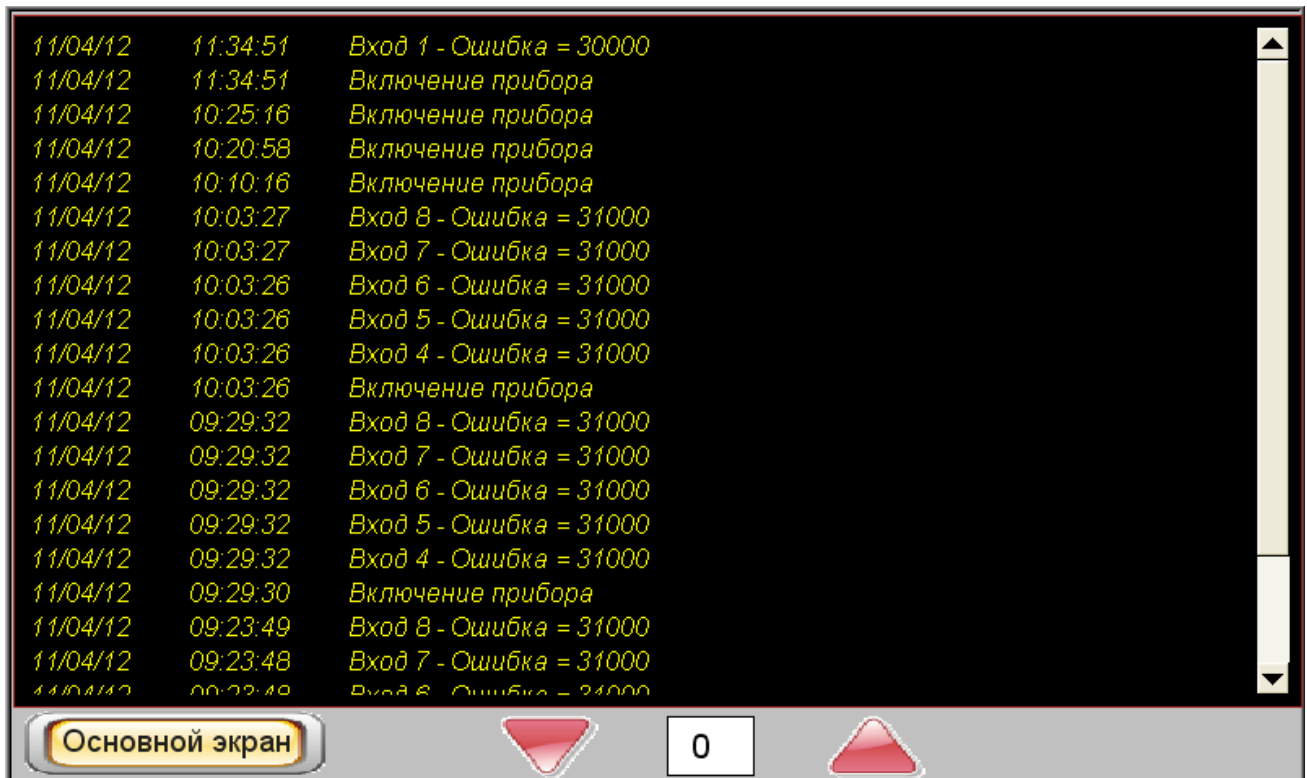 11/04/12 11:34:51 Вход 1 - Ошибка = 30000
11/04/12 11:34:51 Включение прибора
11/04/12 10:25:16 Включение прибора
11/04/12 10:20:58 Включение прибора
11/04/12 10:10:16 Включение прибора
11/04/12 10:03:27 Вход 8 - Ошибка = 31000
11/04/12 10:03:27 Вход 7 - Ошибка = 31000
11/04/12 10:03:26 Вход 6 - Ошибка = 31000
11/04/12 10:03:26 Вход 5 - Ошибка = 31000
11/04/12 10:03:26 Вход 4 - Ошибка = 31000
11/04/12 10:03:26 Включение прибора
11/04/12 09:29:32 Вход 8 - Ошибка = 31000
11/04/12 09:29:32 Вход 7 - Ошибка = 31000
11/04/12 09:29:32 Вход 6 - Ошибка = 31000
11/04/12 09:29:32 Вход 5 - Ошибка = 31000
11/04/12 09:29:32 Вход 4 - Ошибка = 31000
11/04/12 09:29:30 Включение прибора
11/04/12 09:23:49 Вход 8 - Ошибка = 31000
11/04/12 09:23:48 Вход 7 - Ошибка = 31000
11/04/12 Вход 6 - Ошибка = 31000
Основной экран 0